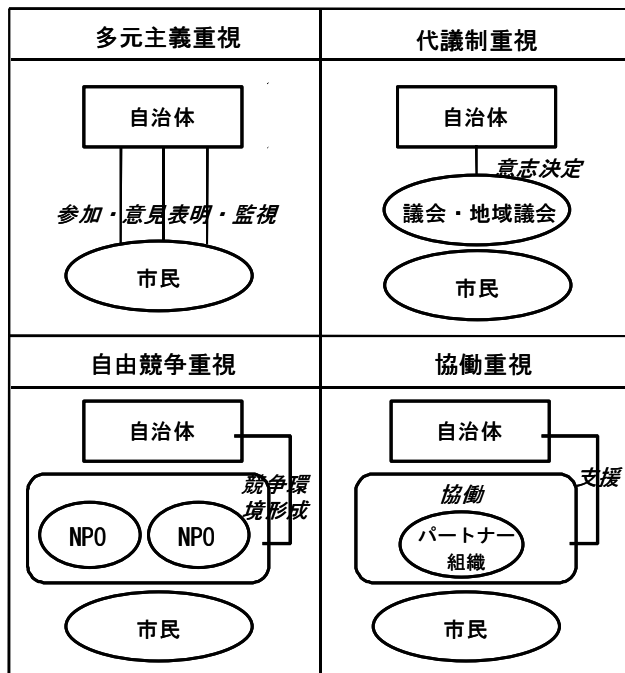 多元主義重視
自治体
参加・意見表明・監視
市民
代議制重視
自治体
意志決定
議会・地域議会
市民
自由競争重視
自治体
競争環
境形成
NPO
NPO
市民
協働重視
自治体
支援
協働
パートナー
組織
市民